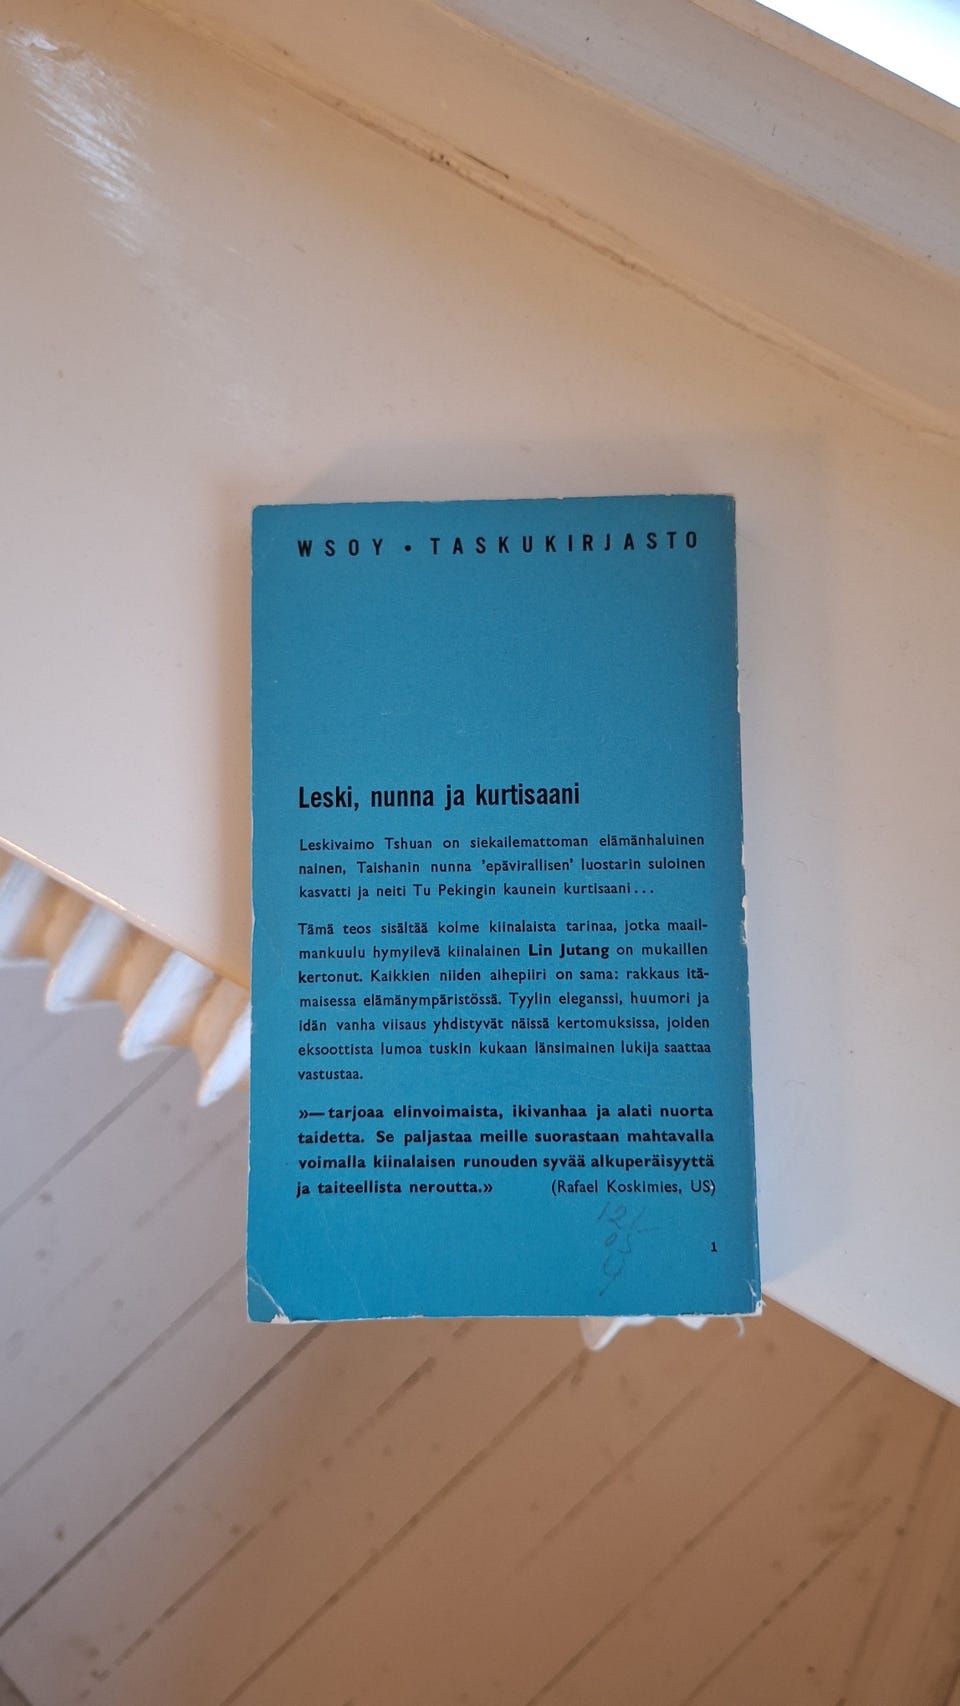 WSOY • TASKUKIRJASTO
Leski, nunna ja kurtisaani
Leskivaimo Tshuan on siekailemattoman elämänhaluinen
nainen, Taishanin nunna 'epävirallisen' luostarin suloinen
kasvatti ja neiti Tu Pekingin kaunein kurtisaani...
Tämä teos sisältää kolme kiinalaista tarinaa, jotka maail-
mankuulu hymyilevä kiinalainen Lin Jutang on mukaillen
kertonut. Kaikkien niiden aihepiiri on sama: rakkaus itä-
maisessa elämänympäristössä. Tyylin eleganssi, huumori ja
idän vanha viisaus yhdistyvät näissä kertomuksissa, joiden
eksoottista lumoa tuskin kukaan länsimainen lukija saattaa
vastustaa.
»—tarjoaa elinvoimaista, ikivanhaa ja alati nuorta
taidetta. Se paljastaa meille suorastaan mahtavalla
voimalla kiinalaisen runouden syvää alkuperäisyyttä
ja taiteellista neroutta.» (Rafael Koskimies, US)
1